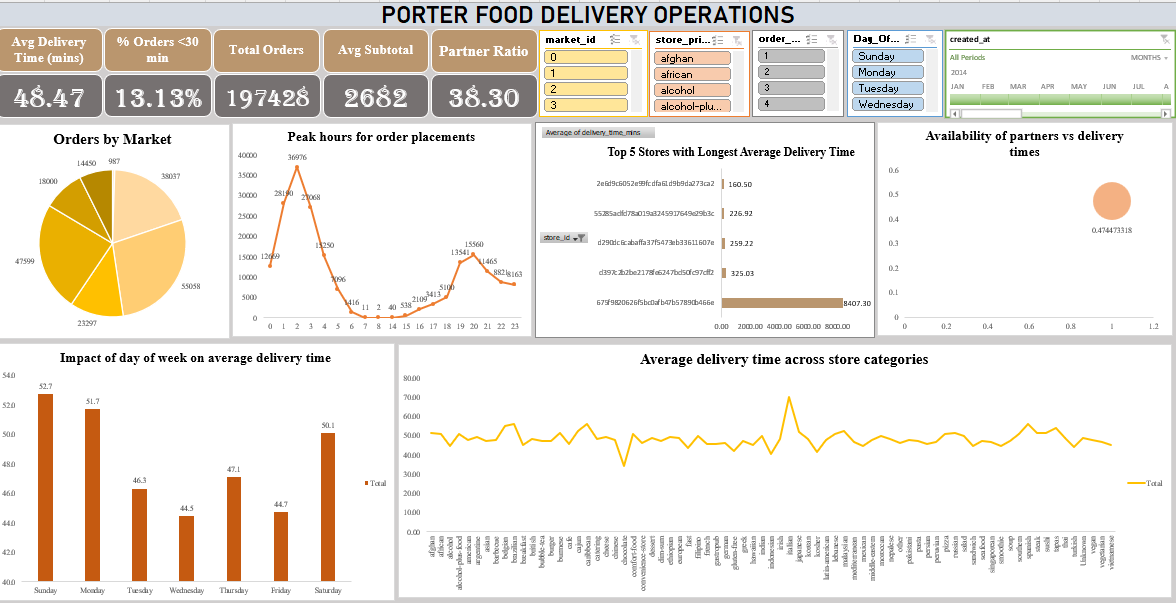 PORTER FOOD DELIVERY OPERATIONS
Avg Delivery
Time (mins)
% Orders <30
min
Total Orders
Avg Subtotal
Partner Ratio
48.47
13.13%
197428
2682
38.30
market_id
0
1
2
3
store_pri...
afghan
african
alcohol
alcohol-plu...
order_...
1
2
3
4
Day_Of...
Sunday
Monday
Tuesday
Wednesday
created_at
All Periods
MONTHS
2014
JAN FEB MAR APR MAY JUN JUL A
Orders by Market
987
14450
38037
18000
47599
55058
23297
Peak hours for order placements
40000
35000
30000
25000
20000
15000
10000
5000
0
12669
28190
36976
27068
15250
7096
1416
11
2
40
538
2109
3413
5100
13541
15560
11465
8821
8163
0 1 2 3 4 5 6 7 8 14 15 16 17 18 19 20 21 22 23
Average of delivery_time_mins
Top 5 Stores with Longest Average Delivery Time
160.50
226.92
store_id
259.22
325.03
8407.30
0.00 2000.00 4000.00 6000.00 8000.00
Availability of partners vs delivery
times
0.6
0.5
0.4
0.3
0.2
0.1
0
0.474473318
0 0.2 0.4 0.6 0.8 1 1.2
Impact of day of week on average delivery time
54.0
52.0
50.0
48.0
46.0
44.0
42.0
40.0
52.7
51.7
46.3
44.5
47.1
44.7
50.1
Sunday Monday Tuesday Wednesday Thursday Friday Saturday
Total
Average delivery time across store categories
80.00
70.00
60.00
50.00
40.00
30.00
20.00
10.00
0.00
Total
afghan
african
alcohol
alcohol-plus-food
american
argentine
asian
barbecue
belgian
brazilian
breakfast
british
bubble-tea
burger
burmese
cafe
cajun
caribbean
catering
cheese
chinese
chocolate
comfort-food
convenience-store
dessert
dim-sum
ethiopian
european
fast
filipino
french
gastropub
german
gluten-free
greek
hawaiian
indian
indonesian
irish
italian
japanese
korean
kosher
latin-american
lebanese
malaysian
mediterranean
mexican
middle-eastern
moroccan
nepalese
other
pakistani
pasta
persian
peruvian
pizza
russian
salad
sandwich
seafood
singaporean
smoothie
soup
southern
spanish
steak
sushi
tapas
thai
turkish
Unknown
vegan
vegetarian
vietnamese